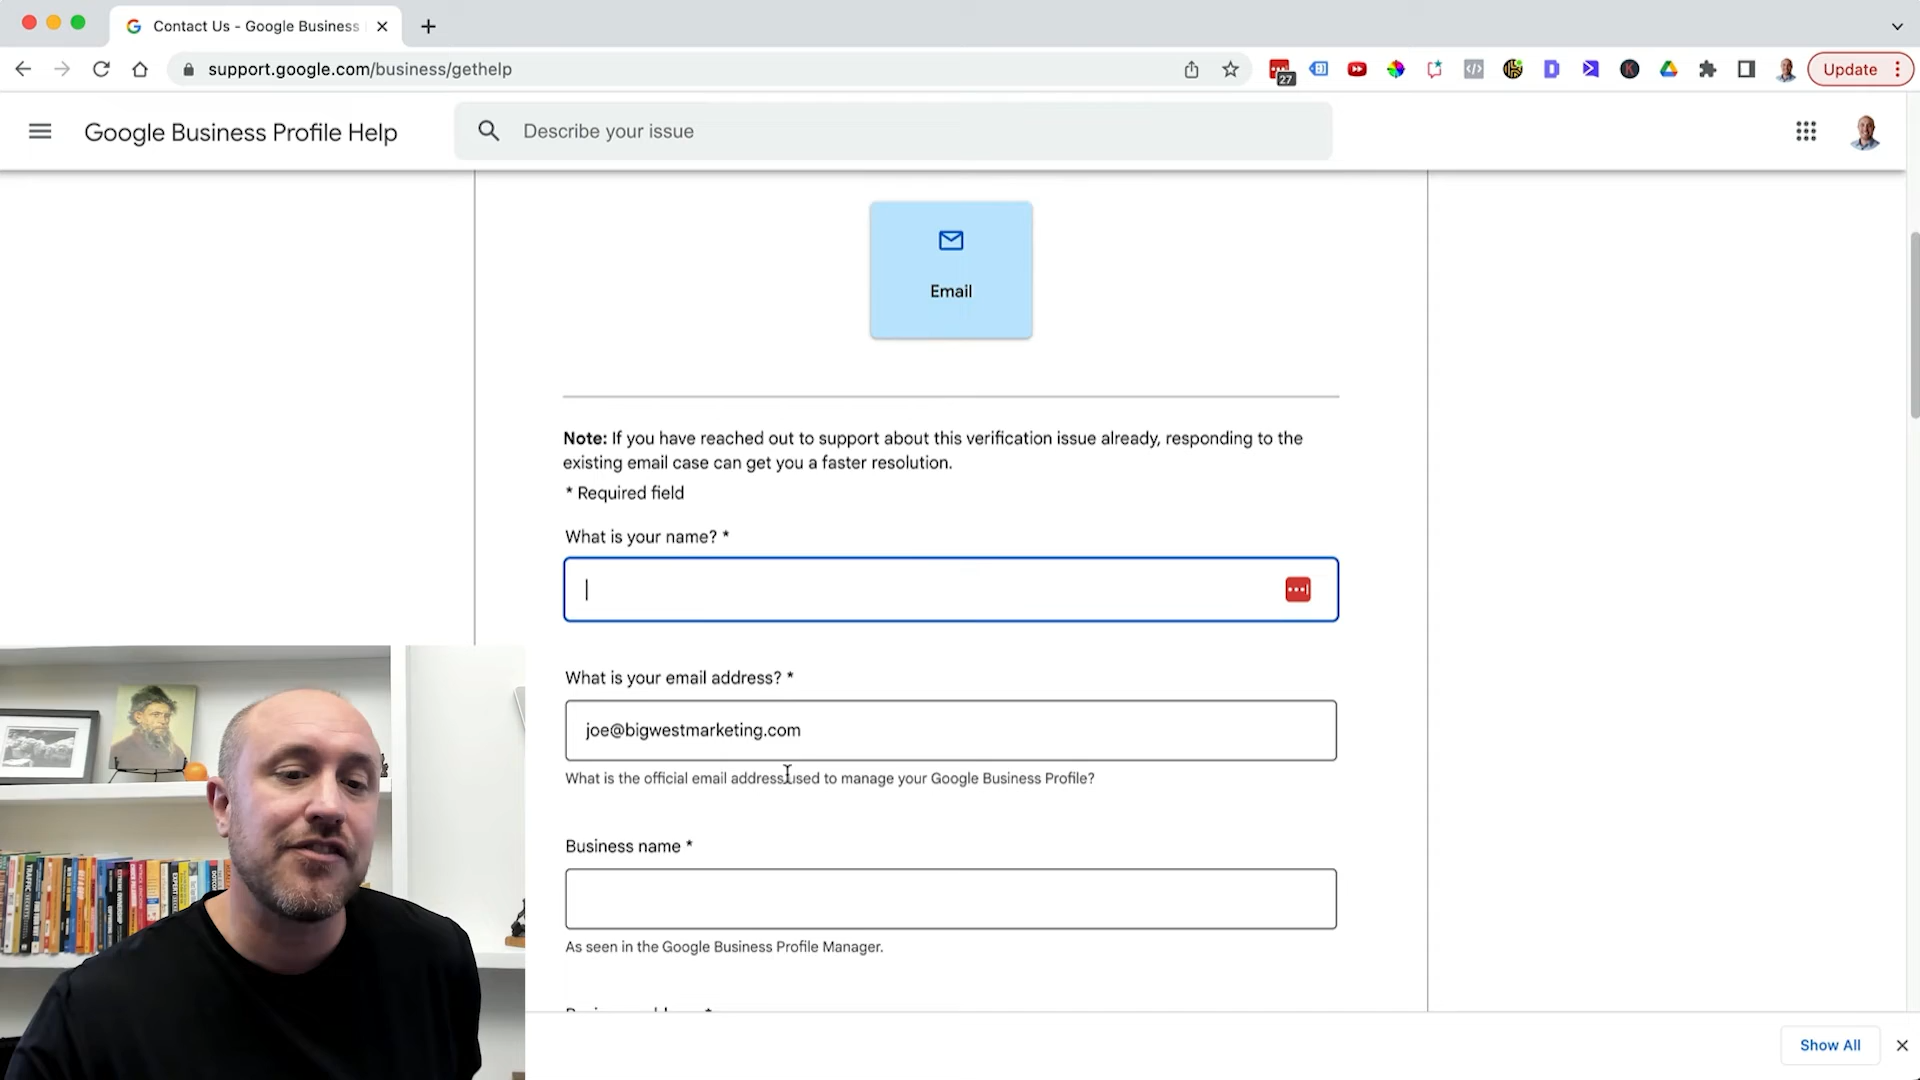 Contact Us - Google Business
support.google.com/business/gethelp
27
Update
Google Business Profile Help
Describe your issue
Email
Note: If you have reached out to support about this verification issue already, responding to the
existing email case can get you a faster resolution.
* Required field
What is your name? *
What is your email address? *
joe@bigwestmarketing.com
What is the official email address used to manage your Google Business Profile?
Business name *
As seen in the Google Business Profile Manager.
Show All